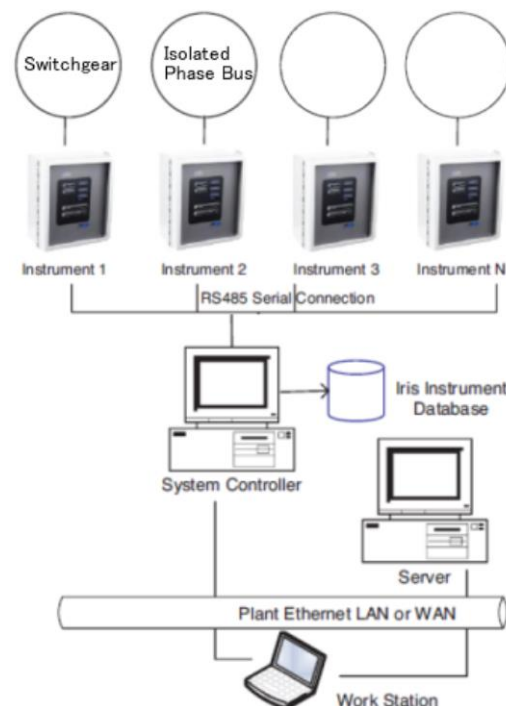 Switchgear
Isolated
Phase Bus
Instrument 1
Instrument 2
Instrument 3
Instrument N
RS485 Serial Connection
Iris Instrument
Database
System Controller
Server
Plant Ethernet LAN or WAN
Work Station